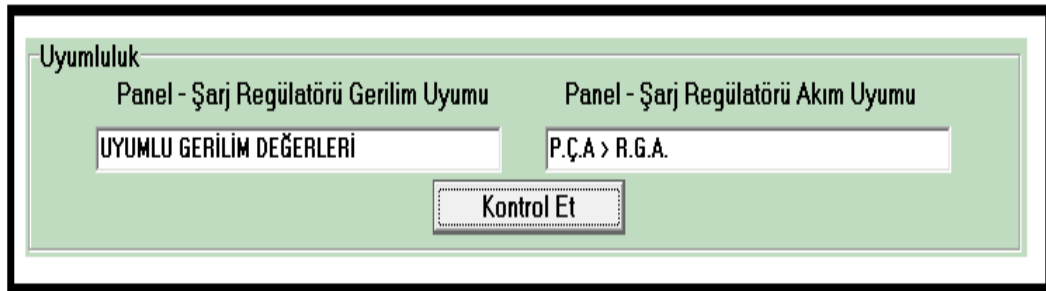 Uyumluluk
Panel - Şarj Regülatörü Gerilim Uyumu
Panel - Şarj Regülatörü Akım Uyumu
UYUMLU GERİLİM DEĞERLERİ
P.Ç.A > R.G.A.
Kontrol Et